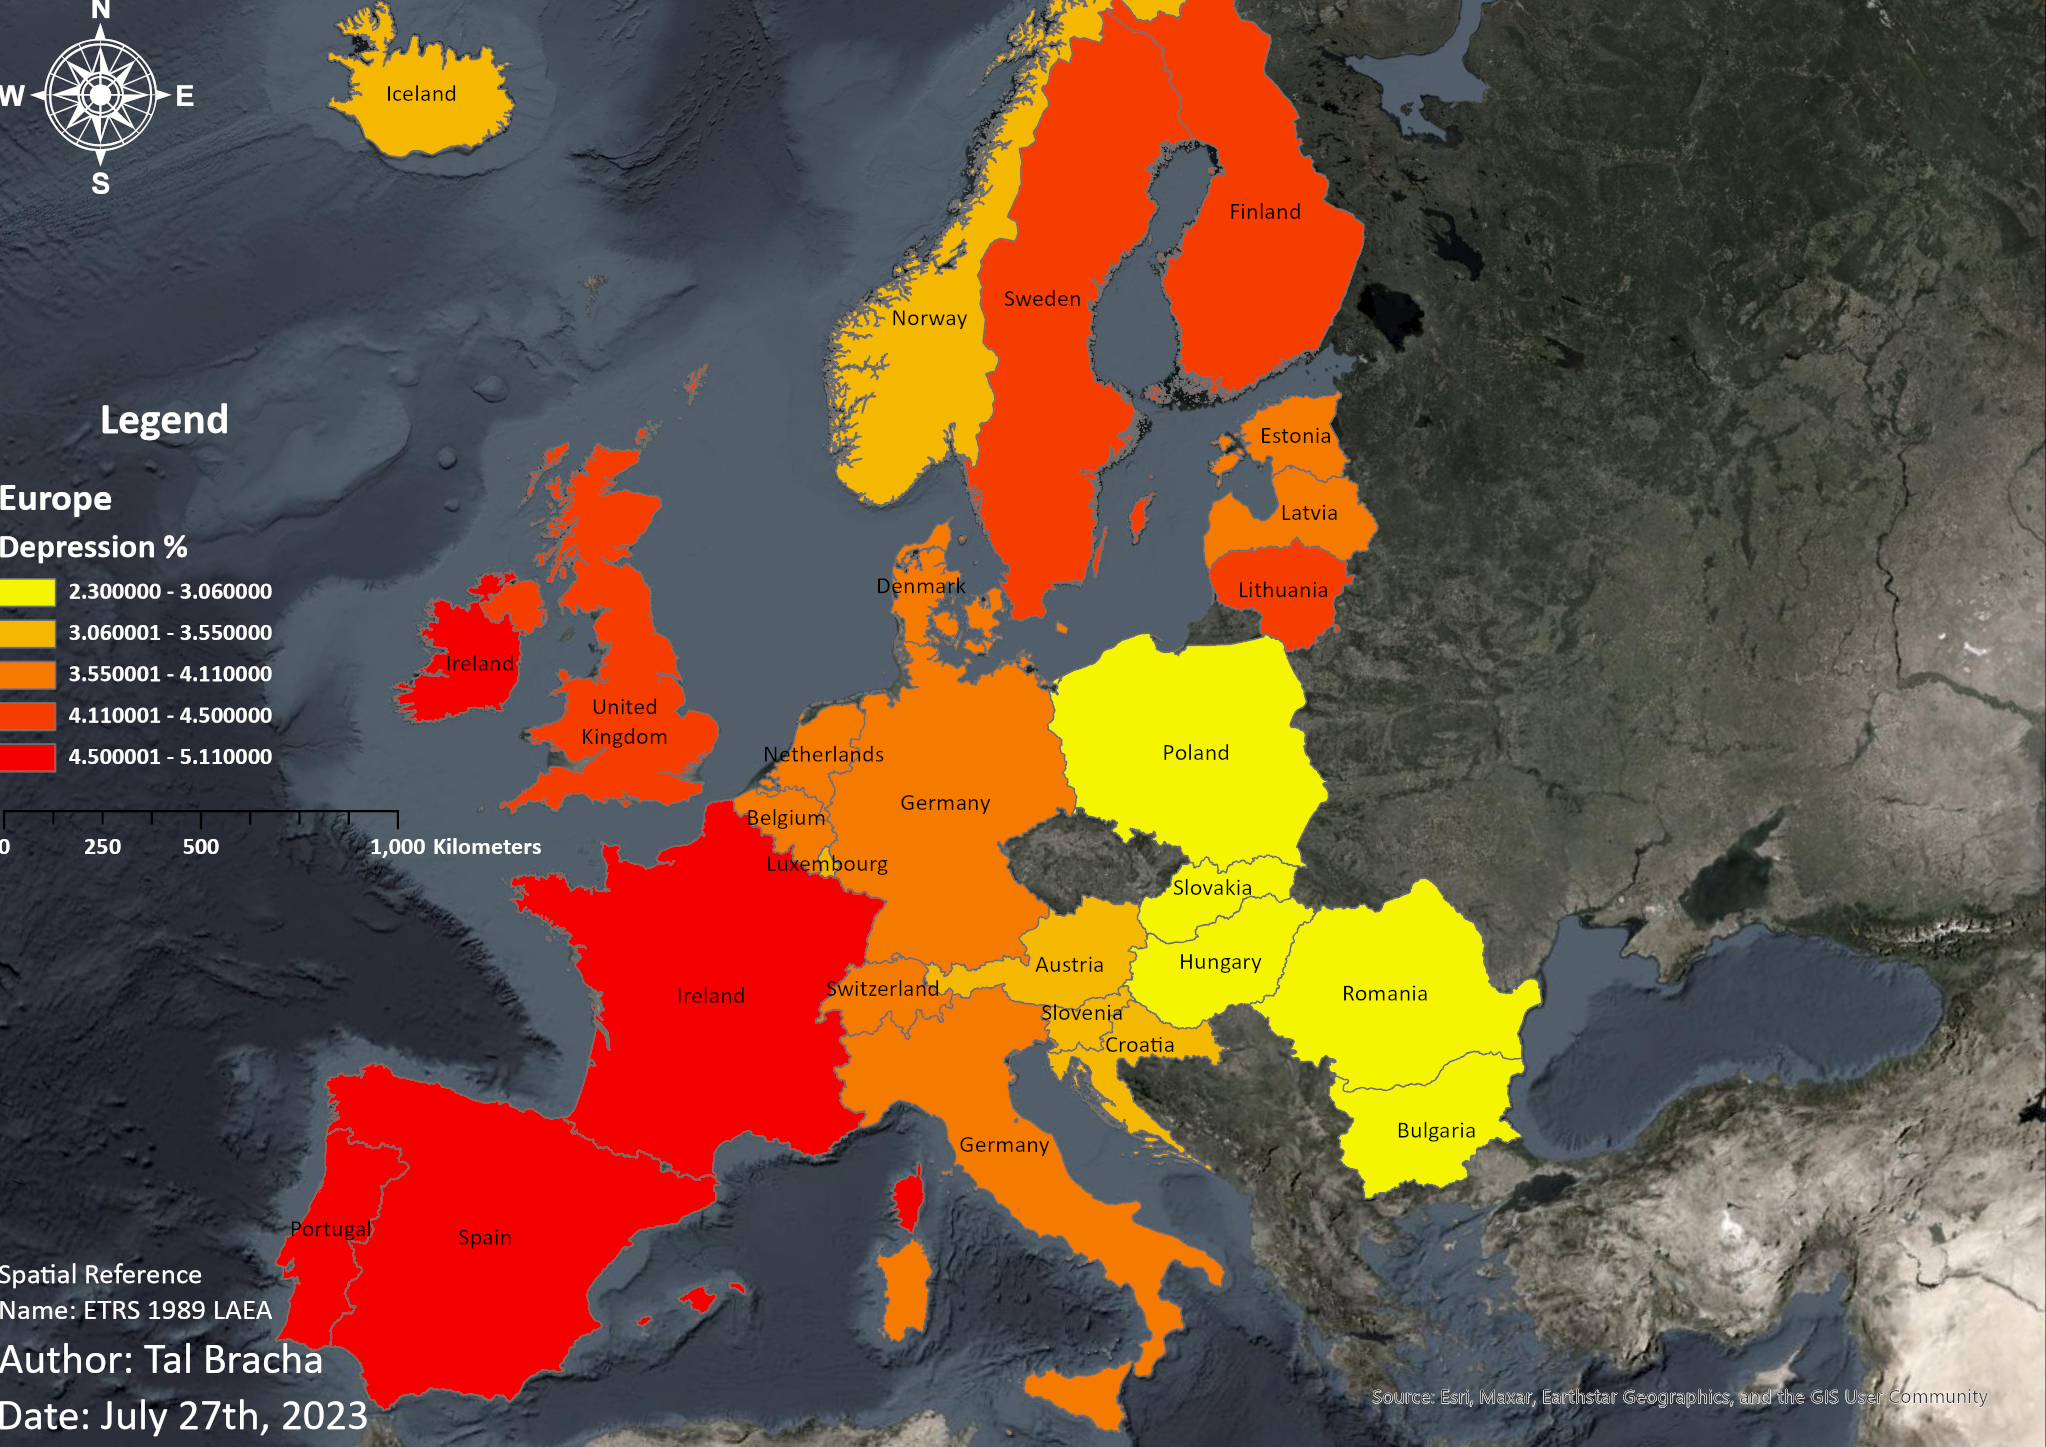 N
W E
S
Iceland
Finland
Sweden
Norway
Legend
Estonia
Europe
Latvia
Depression %
Denmark
Lithuania
2.300000 - 3.060000
3.060001 - 3.550000
3.550001 - 4.110000
4.110001 - 4.500000
4.500001 - 5.110000
Ireland
United
Kingdom
Netherlands
Poland
Germany
Belgium
0 250 500 1,000 Kilometers
Luxembourg
Slovakia
Austria
Hungary
Switzerland
Ireland
Romania
Slovenia
Croatia
Bulgaria
Germany
Portugal
Spain
Spatial Reference
Name: ETRS 1989 LAEA
Author: Tal Bracha
Date: July 27th, 2023
Source: Esri, Maxar, Earthstar Geographics, and the GIS User Community